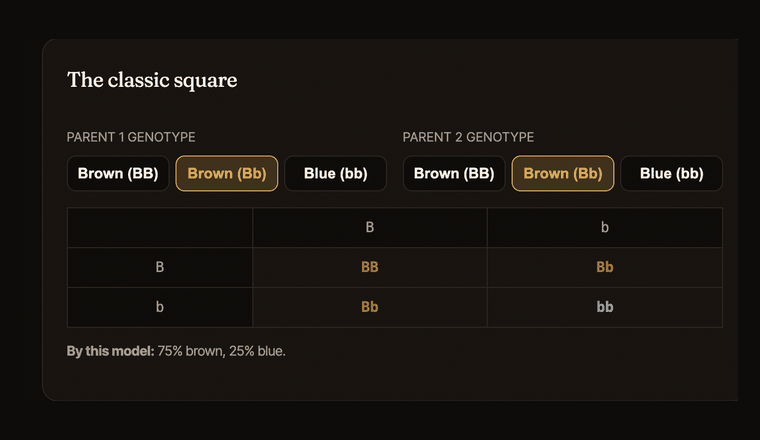 The classic square
PARENT 1 GENOTYPE PARENT 2 GENOTYPE
Brown (BB) Brown (Bb) Blue (bb) Brown (BB) Brown (Bb) Blue (bb)
B b
B BB Bb
b Bb bb
By this model: 75% brown, 25% blue.